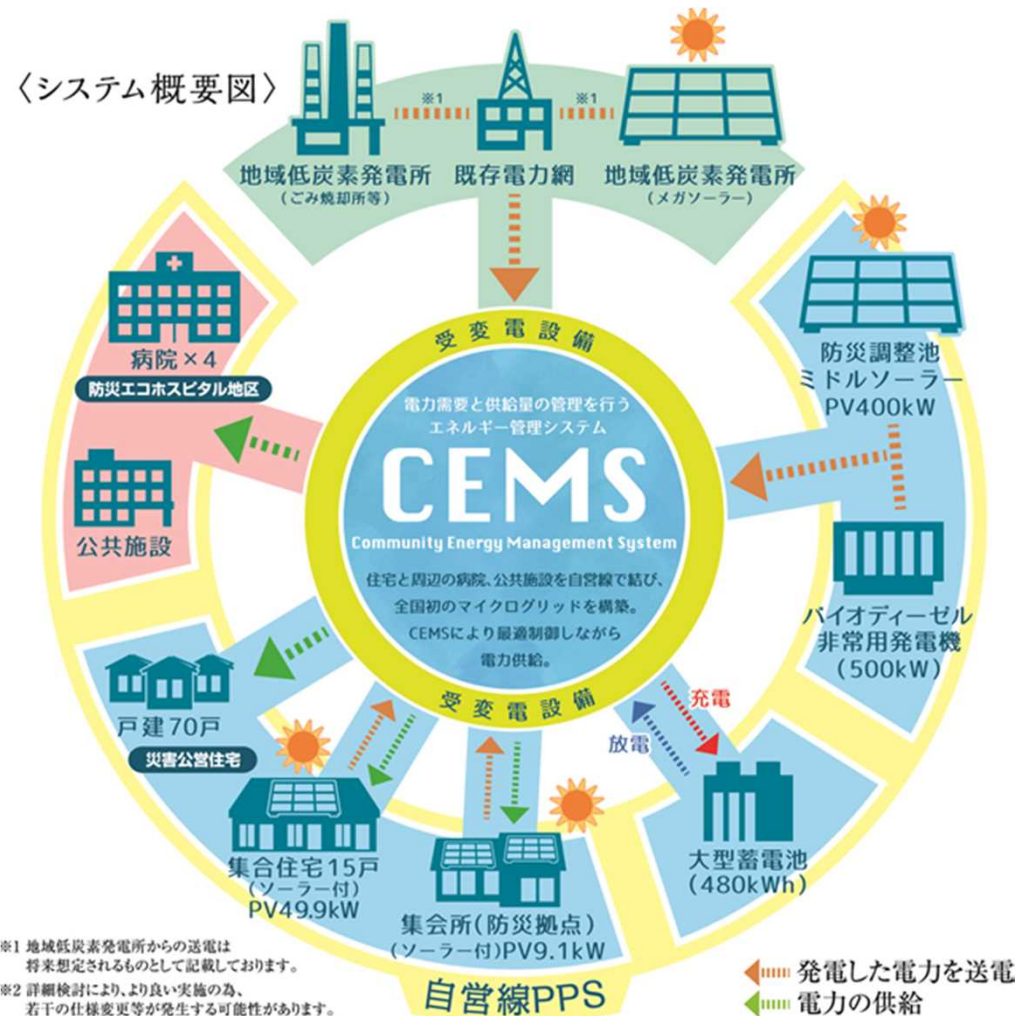 〈システム概要図〉
※1
※1
地域低炭素発電所
(ごみ焼却所等)
既存電力網
地域低炭素発電所
(メガソーラー)
病院×4
防災エコホスピタル地区
公共施設
受変電設備
電力需要と供給量の管理を行う
エネルギー管理システム
CEMS
Community Energy Management System
住宅と周辺の病院、公共施設を自営線で結び、
全国初のマイクログリッドを構築。
CEMSにより最適制御しながら
電力供給。
受変電設備
防災調整池
ミドルソーラー
PV400kW
バイオディーゼル
非常用発電機
(500kW)
戸建70戸
災害公営住宅
集合住宅15戸
(ソーラー付)
PV49.9kW
集会所(防災拠点)
(ソーラー付)PV9.1kW
充電
放電
大型蓄電池
(480kWh)
自営線PPS
※1 地域低炭素発電所からの送電は
将来想定されるものとして記載しております。
※2 詳細検討により、より良い実施の為、
若干の仕様変更等が発生する可能性があります。
発電した電力を送電
電力の供給